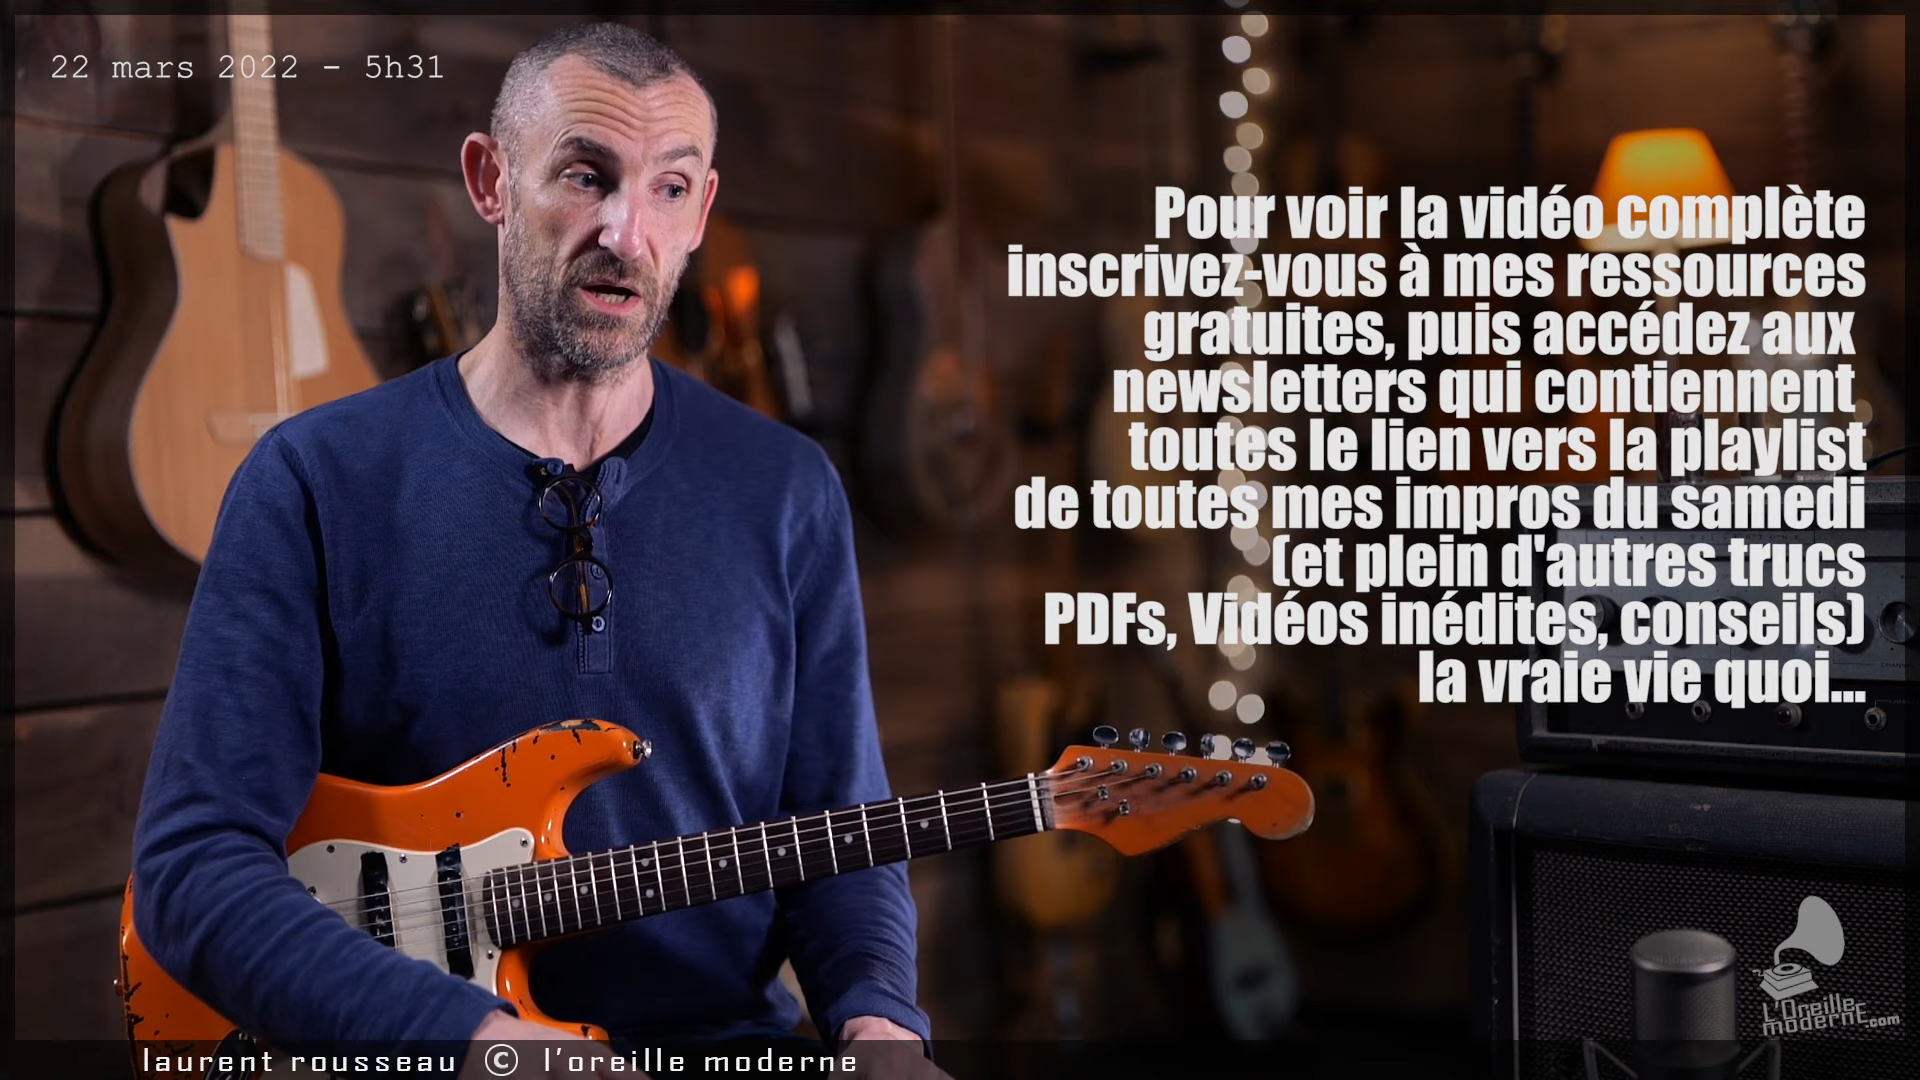 22 mars 2022 - 5h31
Pour voir la vidéo complète
inscrivez-vous à mes ressources
gratuites, puis accédez aux
newsletters qui contiennent
toutes le lien vers la playlist
de toutes mes impros du samedi
(et plein d'autres trucs
PDFs, Vidéos inédites, conseils)
la vraie vie quoi...
L'Oreille
moderne.com
laurent rousseau © l'oreille moderne